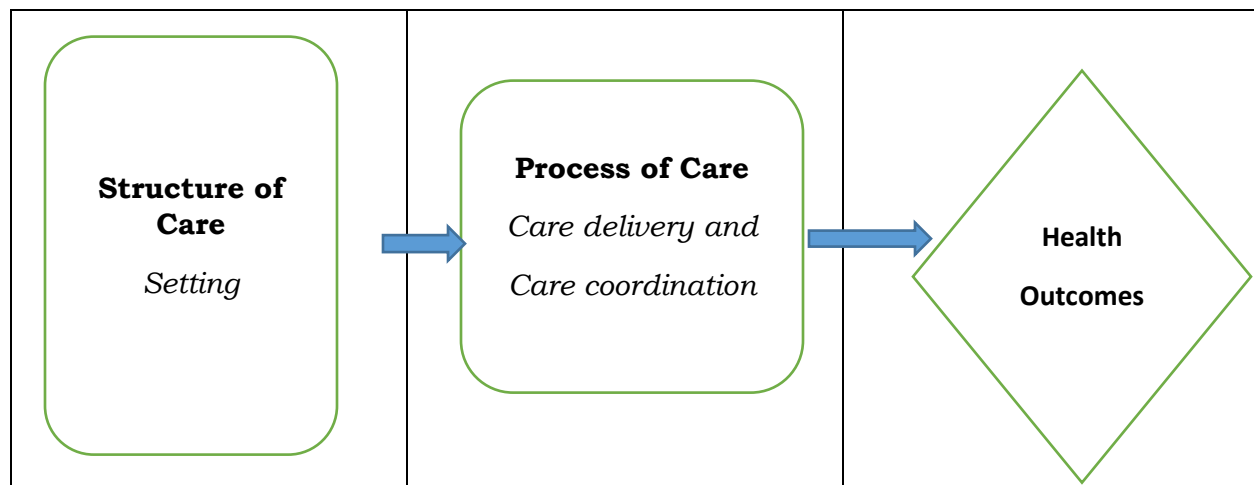 Structure of
Care
Setting
Process of Care
Care delivery and
Care coordination
Health
Outcomes